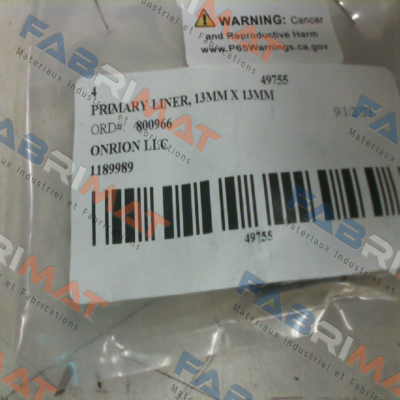 WARNING: Cancer
and Reproductive Harm
www.P65Warnings.ca.gov
4 49755
PRIMARY LINER, 13MM X 13MM
ORD#: 800966
ONRION LLC
1189989
49755
FABRIMAT
Materiaux Industriel et Fabrications